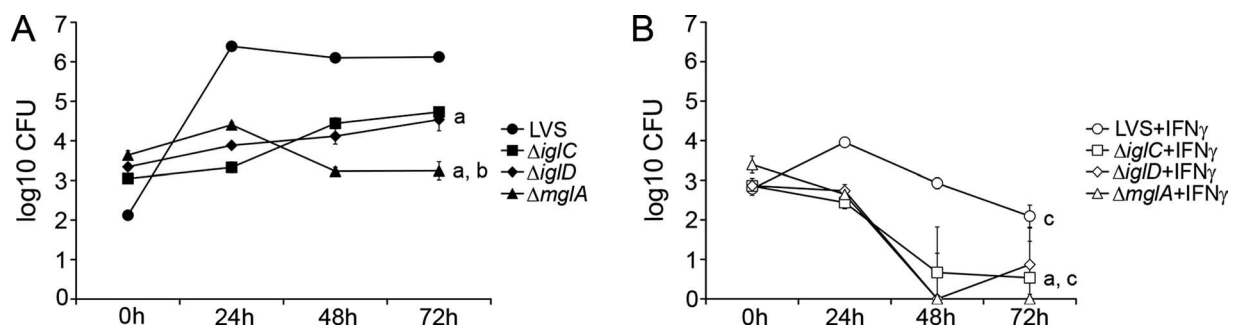 A
log10 CFU
7
6
5
4
3
2
1
0
0h 24h 48h 72h
a
a, b
LVS
ΔiglC
ΔiglD
ΔmglA
B
log10 CFU
7
6
5
4
3
2
1
0
0h 24h 48h 72h
c
a, c
LVS+IFNγ
ΔiglC+IFNγ
ΔiglD+IFNγ
ΔmglA+IFNγ